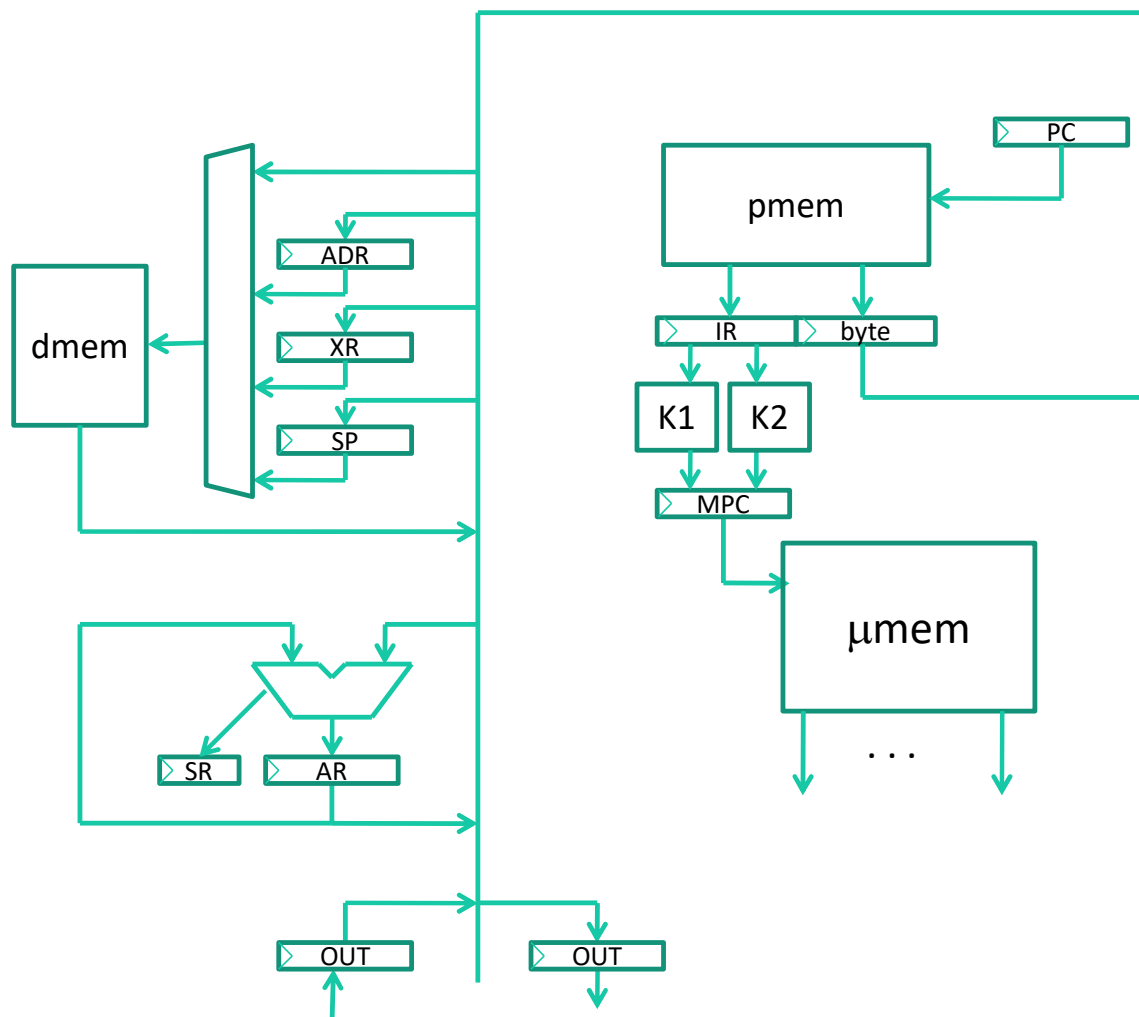 PC
pmem
ADR
dmem
IR
byte
XR
K1
K2
SP
MPC
μmem
. . .
SR
AR
OUT
OUT